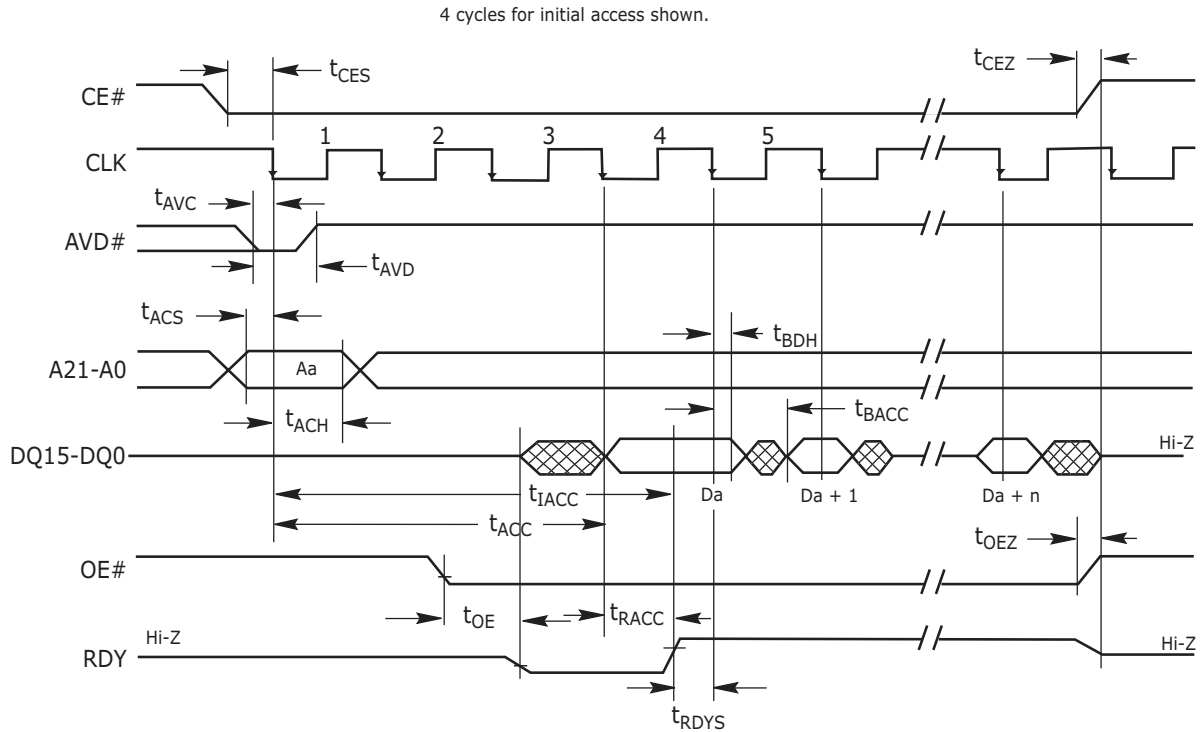 4 cycles for initial access shown.
tCES
tCEZ
CE#
1 2 3 4 5
CLK
tAVC
AVD#
tAVD
tACS
tBDH
A21-A0
Aa
tACH
tBACC
DQ15-DQ0
Hi-Z
Da
Da + 1
Da + n
tIACC
tACC
tOEZ
OE#
tOE
tRACC
Hi-Z
Hi-Z
RDY
tRDYS